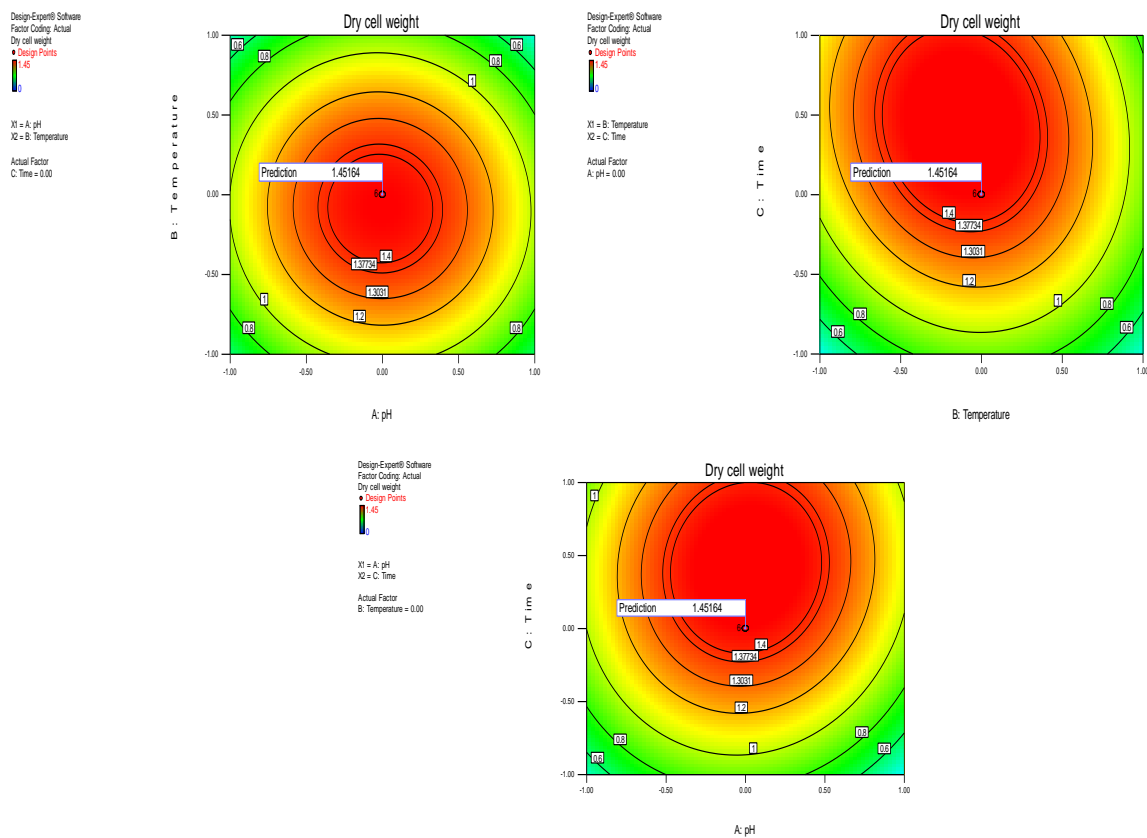 Design-Expert® Software
Factor Coding: Actual
Dry cell weight
Design Points
1.45
0
X1 = A: pH
X2 = B: Temperature
Actual Factor
C: Time = 0.00
Dry cell weight
B: Temperature
1.00
0.50
0.00
-0.50
-1.00
0.6
0.8
0.6
0.8
1
Prediction 1.45164
6
1.4
1.37734
1.3031
1.2
1
0.8
0.8
-1.00 -0.50 0.00 0.50 1.00
A: pH
Design-Expert® Software
Factor Coding: Actual
Dry cell weight
Design Points
1.45
0
X1 = B: Temperature
X2 = C: Time
Actual Factor
A: pH = 0.00
Dry cell weight
C: Time
1.00
0.50
0.00
-0.50
-1.00
Prediction 1.45164
6
1.4
1.37734
1.3031
1.2
1
0.8
0.8
0.6
0.6
-1.00 -0.50 0.00 0.50 1.00
B: Temperature
Design-Expert® Software
Factor Coding: Actual
Dry cell weight
Design Points
1.45
0
X1 = A: pH
X2 = C: Time
Actual Factor
B: Temperature = 0.00
Dry cell weight
C: Time
1.00
0.50
0.00
-0.50
-1.00
1
Prediction 1.45164
6
1.4
1.37734
1.3031
1.2
1
0.8
0.8
0.6
0.6
-1.00 -0.50 0.00 0.50 1.00
A: pH